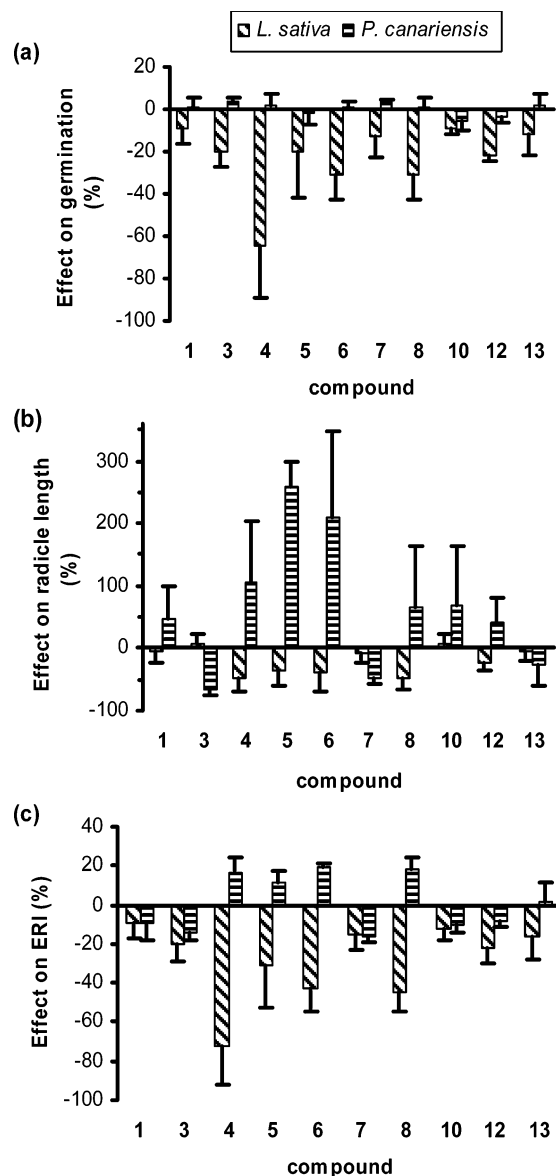 L. sativa P. canariensis
(a)
Effect on germination
(%)
20
0
-20
-40
-60
-80
-100
1 3 4 5 6 7 8 10 12 13
compound
(b)
Effect on radicle length
(%)
300
200
100
0
-100
1 3 4 5 6 7 8 10 12 13
compound
(c)
Effect on ERI (%)
40
20
0
-20
-40
-60
-80
-100
1 3 4 5 6 7 8 10 12 13
compound